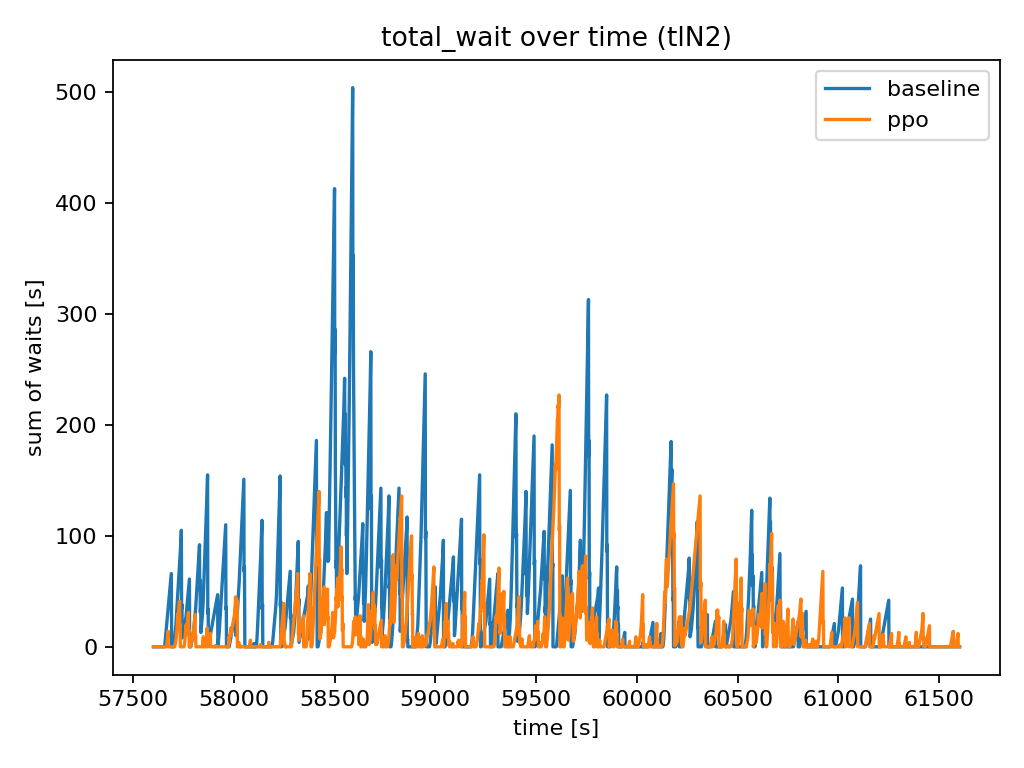 total_wait over time (tlN2)
baseline
ppo
sum of waits [s]
500
400
300
200
100
0
57500 58000 58500 59000 59500 60000 60500 61000 61500
time [s]